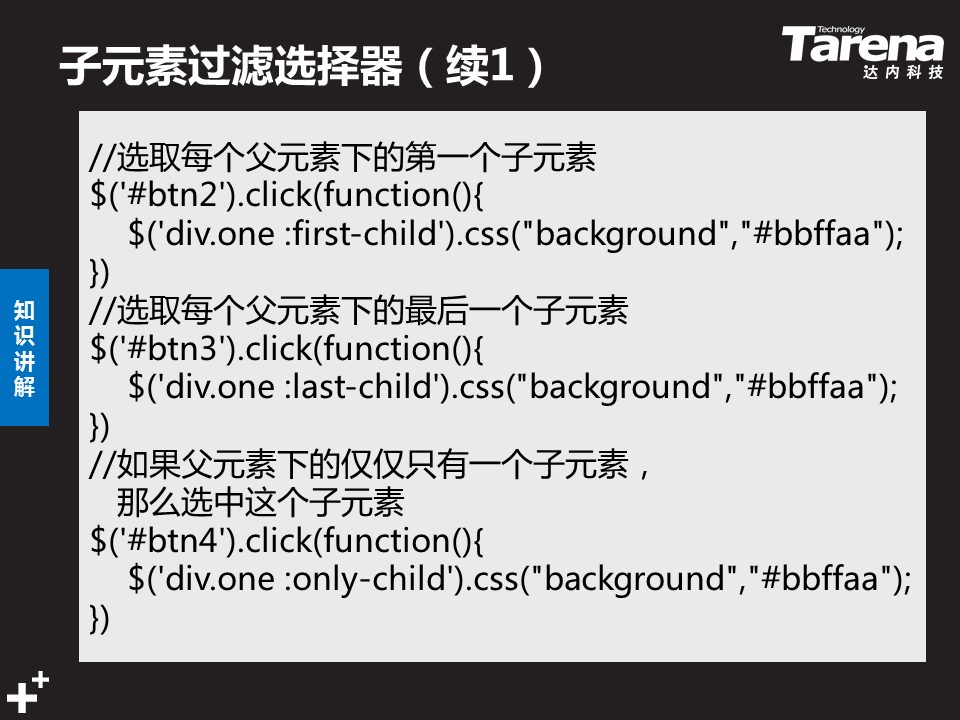 子元素过滤选择器（续1）
Technology
Tarena
达内科技
//选取每个父元素下的第一个子元素
$('#btn2').click(function(){
$('div.one :first-child').css("background","#bbffaa");
})
//选取每个父元素下的最后一个子元素
$('#btn3').click(function(){
$('div.one :last-child').css("background","#bbffaa");
})
//如果父元素下的仅仅只有一个子元素，
那么选中这个子元素
$('#btn4').click(function(){
$('div.one :only-child').css("background","#bbffaa");
})
知
识
讲
解